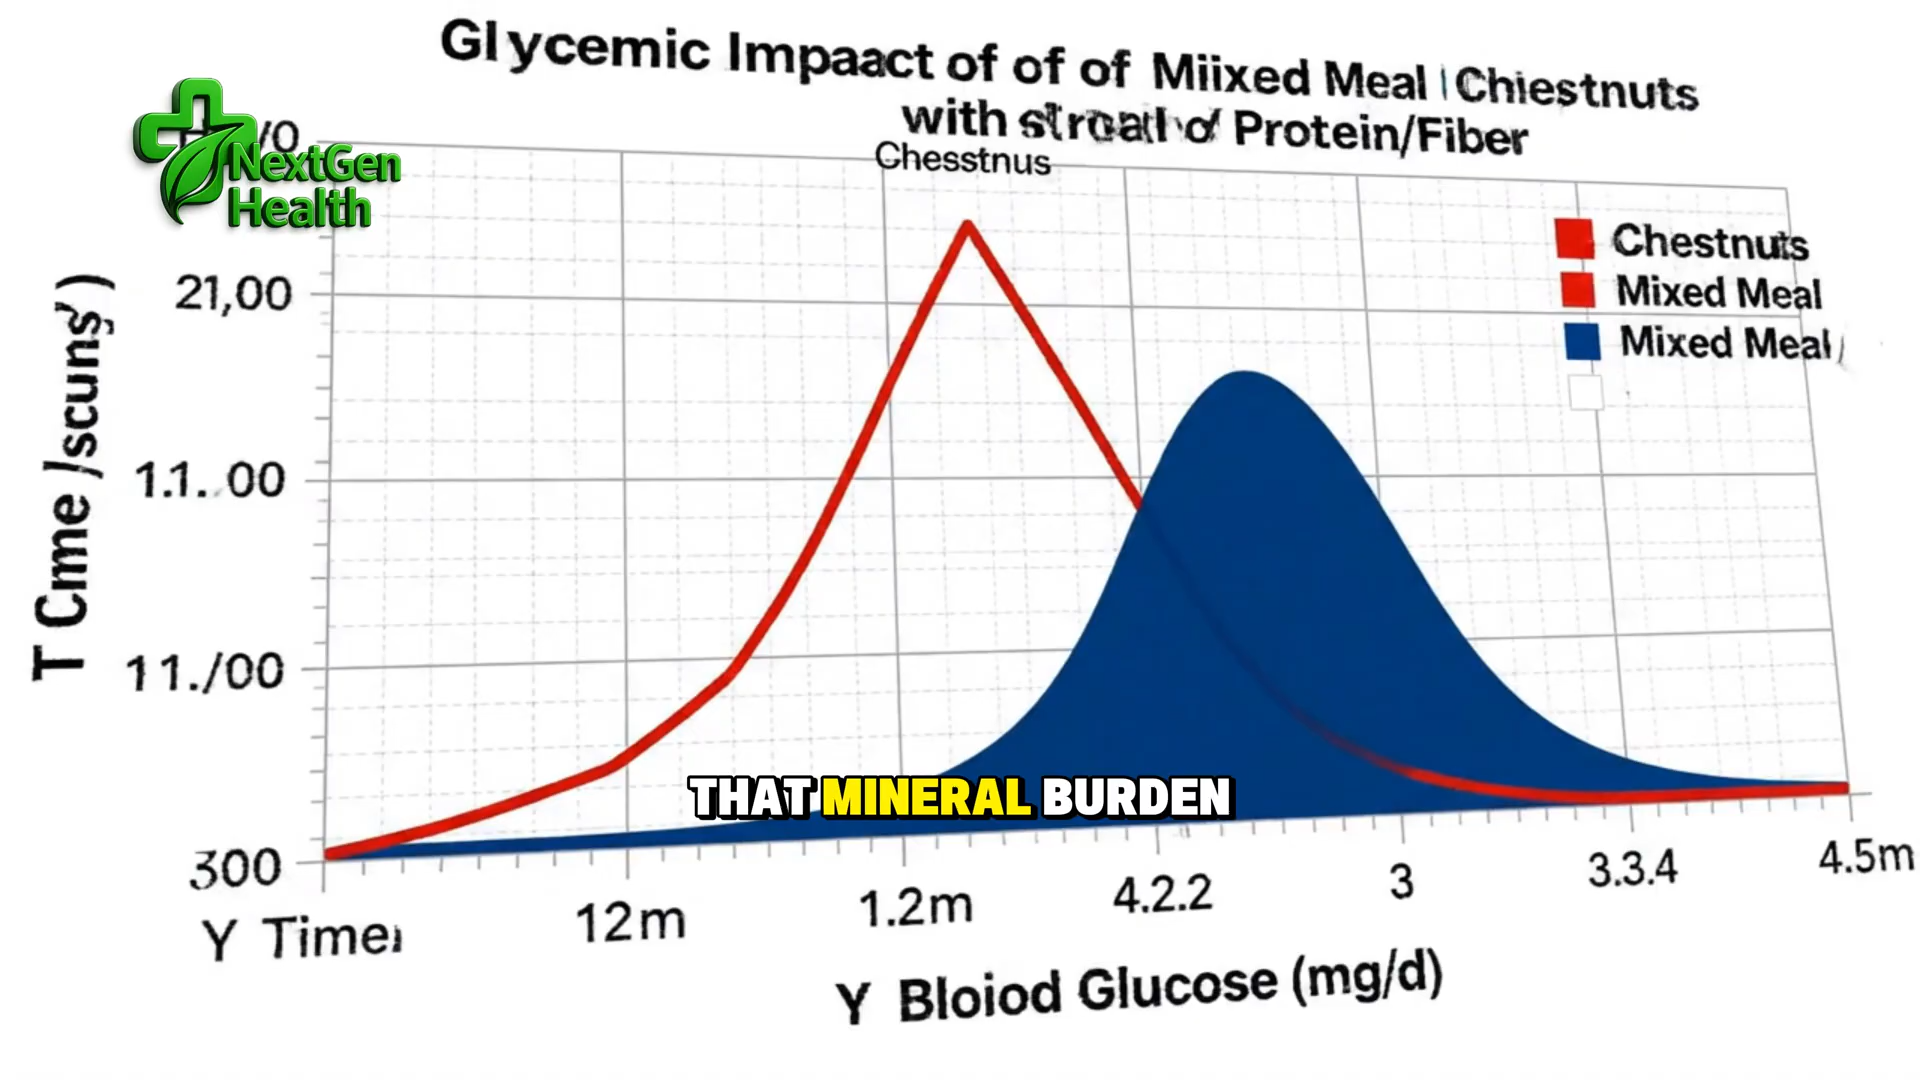 Glycemic Impaact of of of Miixed Meal Chiestnuts
with Protein/Fiber
Chesstnus
NextGen
Health
Chestnuts
Mixed Meal
Mixed Meal
T Cme /scuns')
21,00
1.1..00
11./00
300
Y Time
12m
1.2m
4.2.2
3
3.3.4
4.5m
Y Bloiod Glucose (mg/d)
THAT MINERAL BURDEN